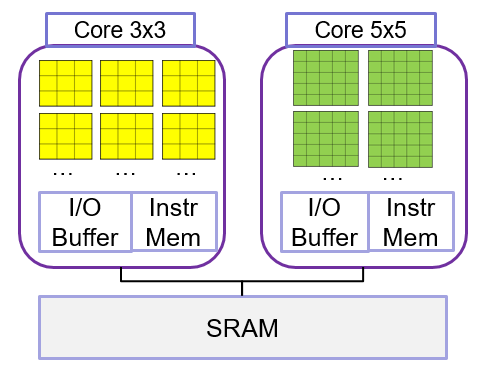 Core 3x3
Core 5x5
...
...
...
...
...
I/O
Buffer
Instr
Mem
I/O
Buffer
Instr
Mem
SRAM